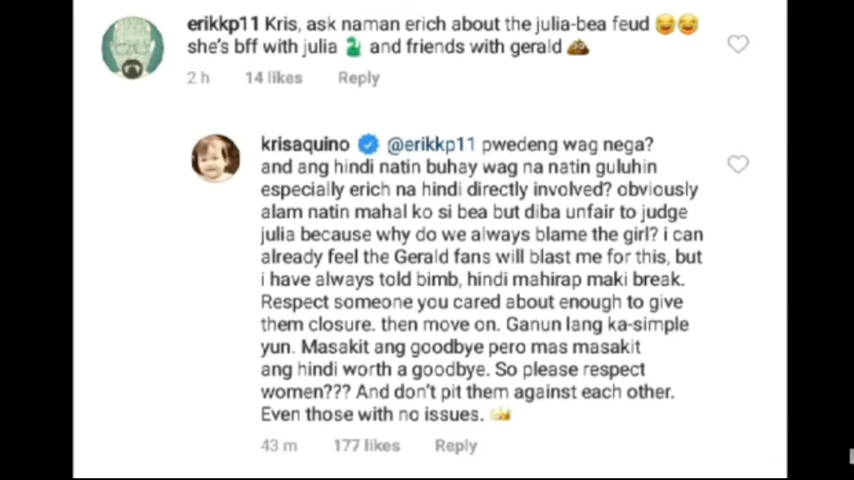 erikkp11 Kris, ask naman erich about the julia-bea feud 😂😂
she's bff with julia 🐍 and friends with gerald 💩
2 h 14 likes Reply
krisaquino @erikkp11 pwedeng wag nega?
and ang hindi natin buhay wag na natin guluhin
especially erich na hindi directly involved? obviously
alam natin mahal ko si bea but diba unfair to judge
julia because why do we always blame the girl? i can
already feel the Gerald fans will blast me for this, but
i have always told bimb, hindi mahirap maki break.
Respect someone you cared about enough to give
them closure. then move on. Ganun lang ka-simple
yun. Masakit ang goodbye pero mas masakit
ang hindi worth a goodbye. So please respect
women??? And don't pit them against each other.
Even those with no issues. 👑
43 m 177 likes Reply